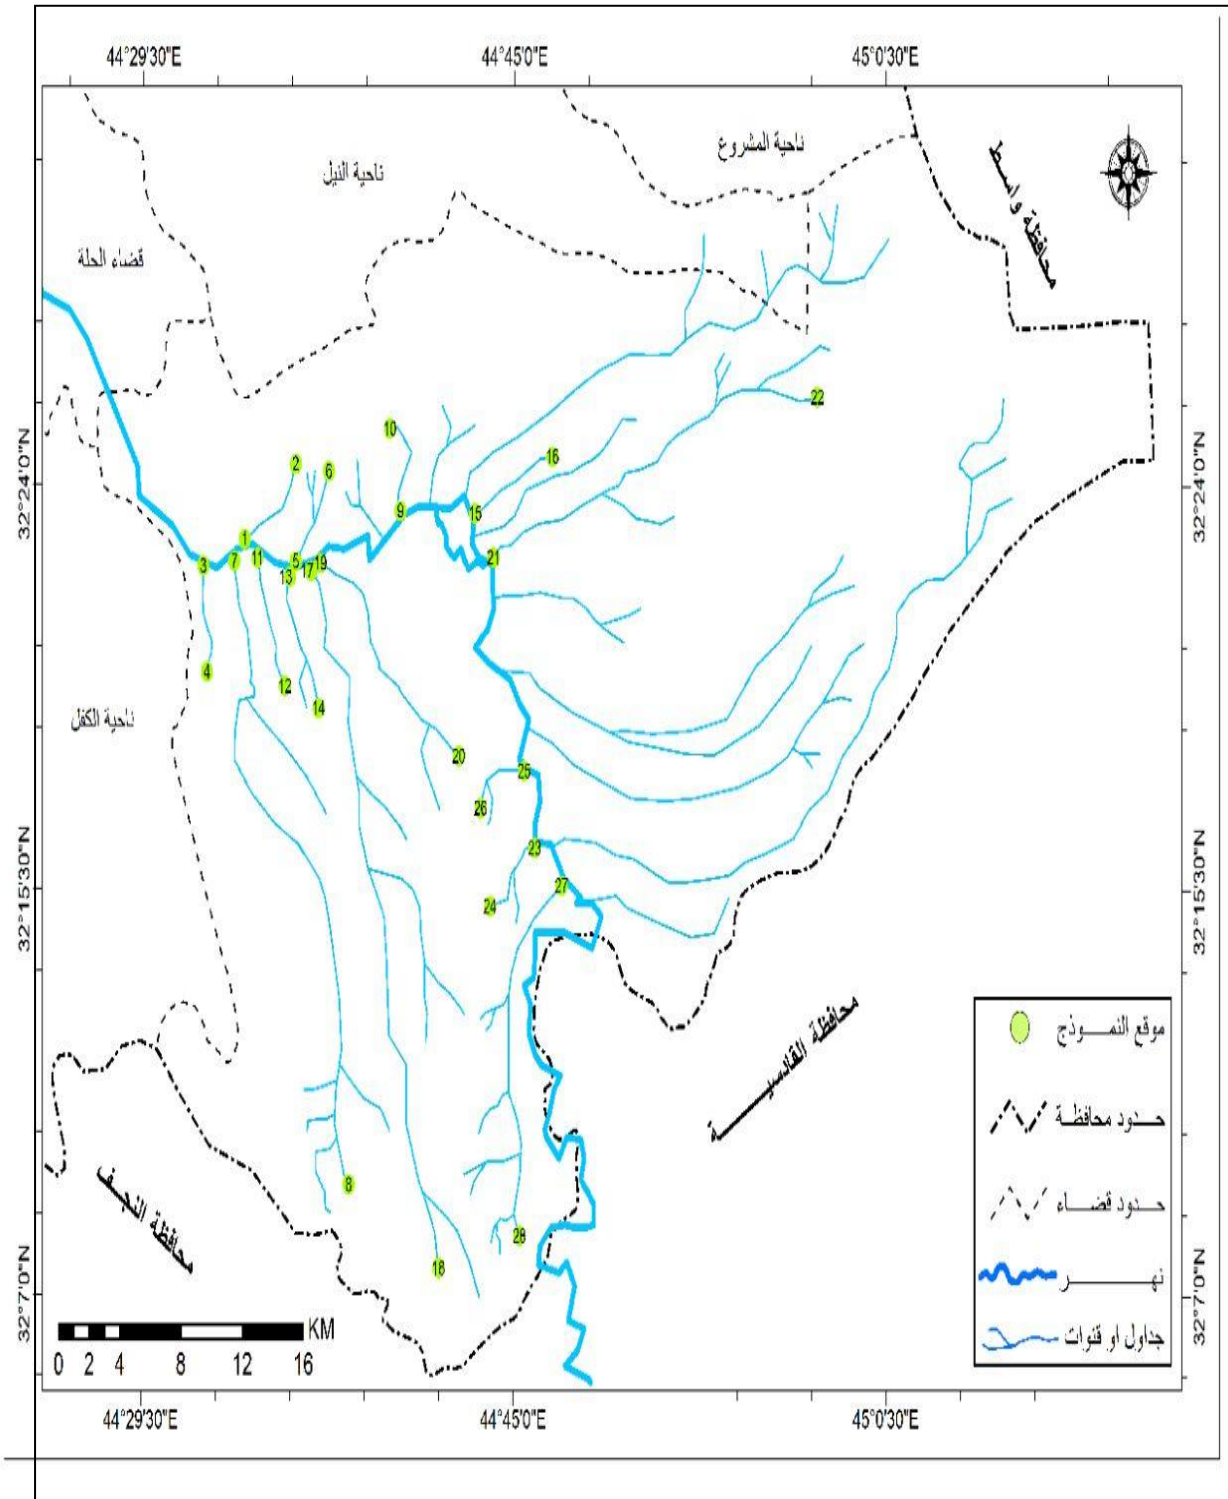 44°29'30"E 44°45'0"E 45°0'30"E
ناحية المشروع
ناحية النيل
محافظة واسط
قضاء الحلة
22
10
16
2 6
32°24'0"N 32°24'0"N
9 15
1
3 7 11 5 19 21
13 17
4
12
14
ناحية الكفل
20
25
26
23
27
32°15'30"N 32°15'30"N
24
محافظة القادسية
موقع النموذج
حدود محافظة
حدود قضاء
نهر
جداول او قنوات
محافظة النجف
8
28
18
32°7'0"N 32°7'0"N
KM
0 2 4 8 12 16
44°29'30"E 44°45'0"E 45°0'30"E